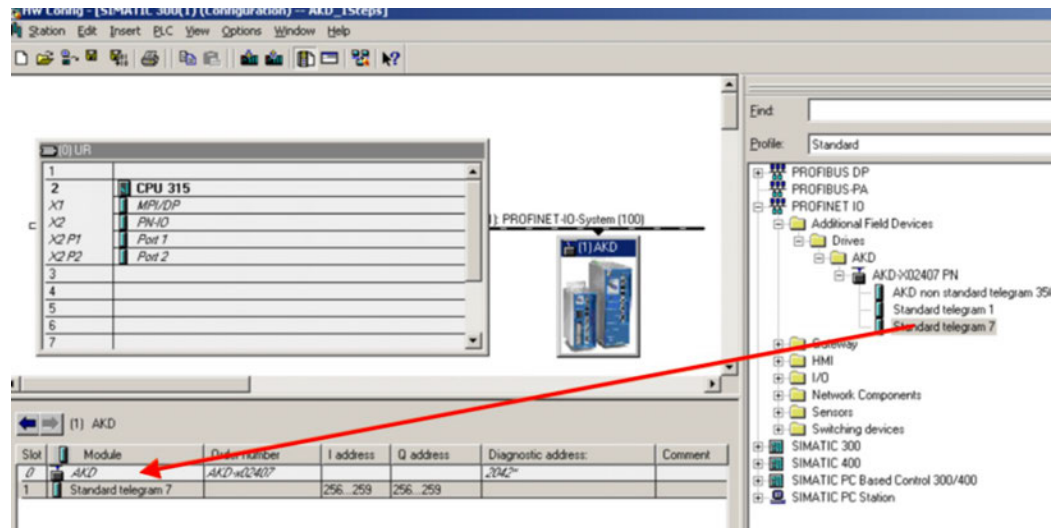 HW Config - [SIMATIC 300(1) (Configuration) -- AKD_1Steps]
Station Edit Insert PLC View Options Window Help
Find:
Profile: Standard
(0) UR
1
2 CPU 315
X1 MPI/DP
X2 PN-IO
X2 P1 Port 1
X2 P2 Port 2
3
4
5
6
7
): PROFINET-IO-System (100)
(1) AKD
PROFIBUS DP
PROFIBUS-PA
PROFINET IO
Additional Field Devices
Drives
AKD
AKD-X02407 PN
AKD non standard telegram 350
Standard telegram 1
Standard telegram 7
Gateway
HMI
I/O
Network Components
Sensors
Switching devices
SIMATIC 300
SIMATIC 400
SIMATIC PC Based Control 300/400
SIMATIC PC Station
(1) AKD
Slot Module Order number I address Q address Diagnostic address: Comment
0 AKD AKD-x02407 2042*
1 Standard telegram 7 256...259 256...259